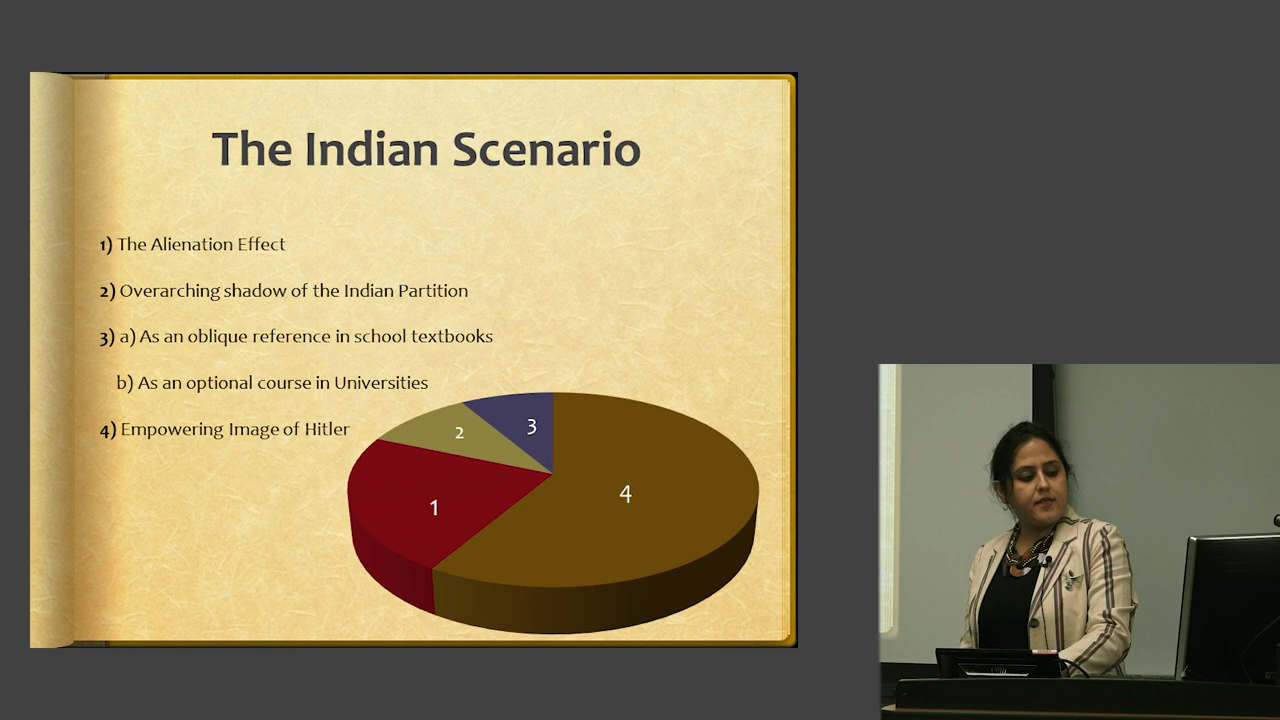 The Indian Scenario
1) The Alienation Effect
2) Overarching shadow of the Indian Partition
3) a) As an oblique reference in school textbooks
b) As an optional course in Universities
4) Empowering Image of Hitler
2
3
1
4